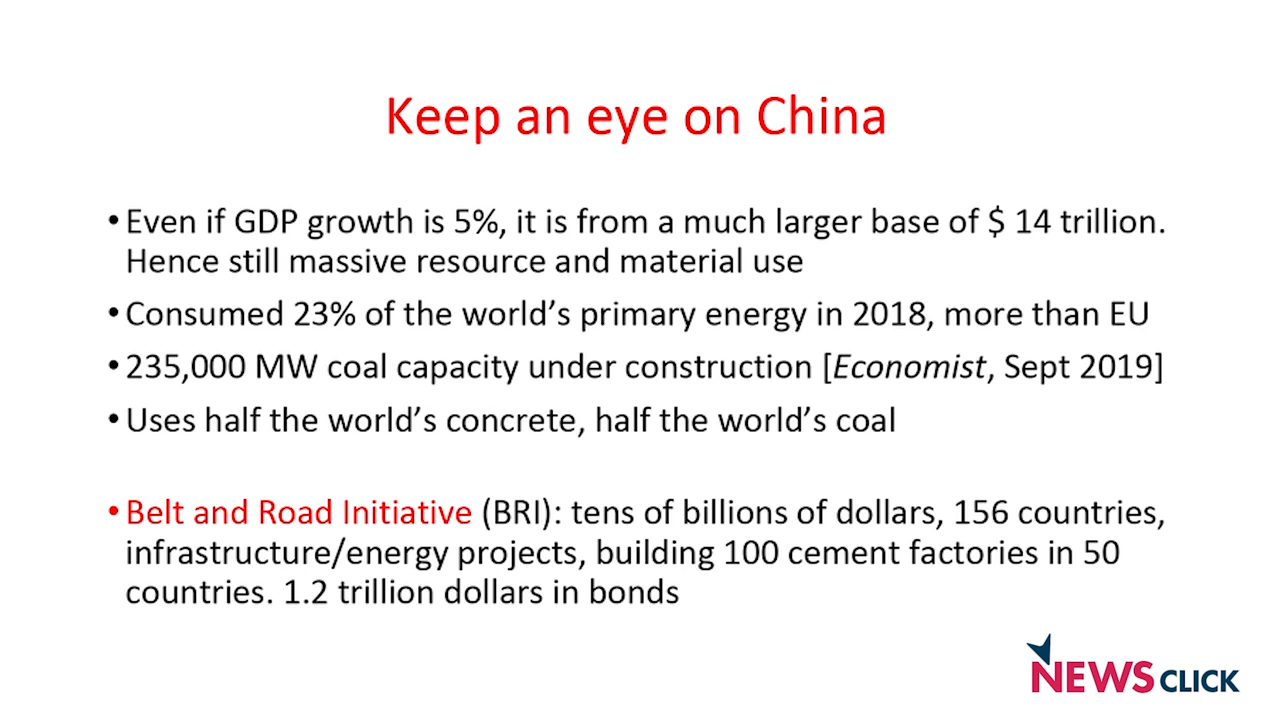 Keep an eye on China
• Even if GDP growth is 5%, it is from a much larger base of $ 14 trillion.
Hence still massive resource and material use
• Consumed 23% of the world’s primary energy in 2018, more than EU
• 235,000 MW coal capacity under construction [Economist, Sept 2019]
• Uses half the world’s concrete, half the world’s coal
• Belt and Road Initiative (BRI): tens of billions of dollars, 156 countries,
infrastructure/energy projects, building 100 cement factories in 50
countries. 1.2 trillion dollars in bonds
NEWS CLICK